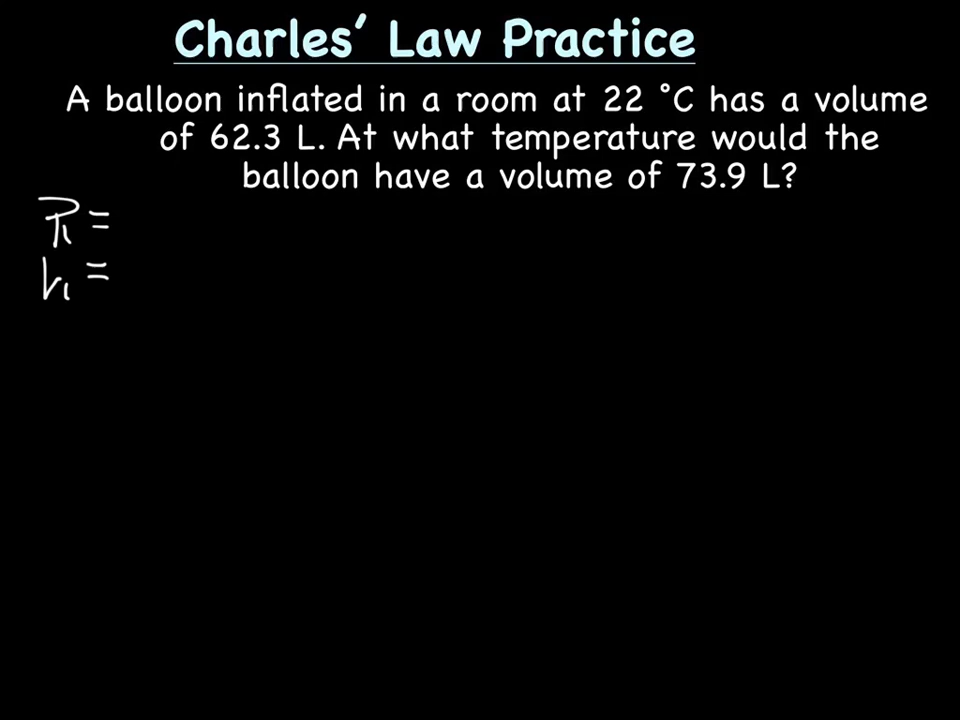 Charles’ Law Practice
A balloon inflated in a room at 22 °C has a volume
of 62.3 L. At what temperature would the
balloon have a volume of 73.9 L?
T₁ =
V₁ =